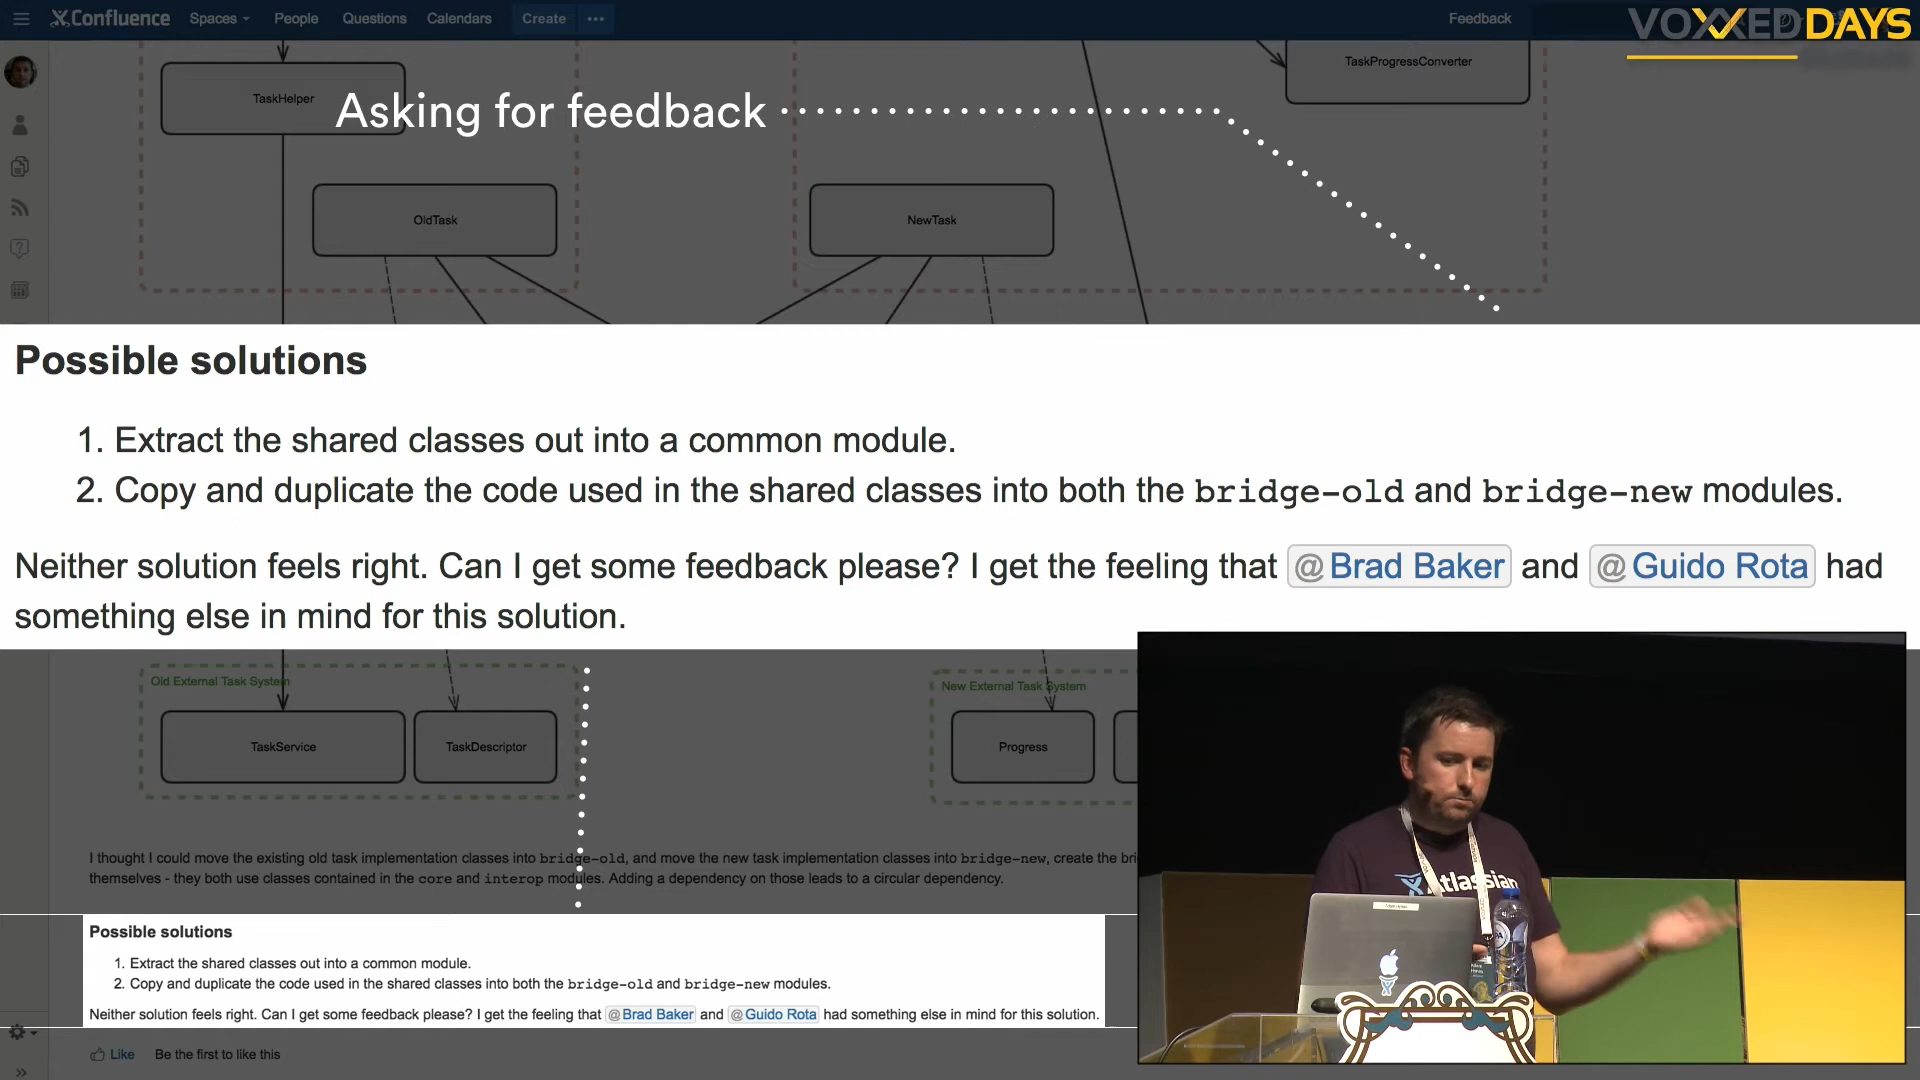 Confluence Spaces People Questions Calendars Create ••• Feedback
VOXXEDDAYS
TaskHelper
TaskProgressConverter
Asking for feedback
OldTask
NewTask
Possible solutions
1. Extract the shared classes out into a common module.
2. Copy and duplicate the code used in the shared classes into both the bridge-old and bridge-new modules.
Neither solution feels right. Can I get some feedback please? I get the feeling that @Brad Baker and @Guido Rota had
something else in mind for this solution.
Old External Task System
New External Task System
TaskService
TaskDescriptor
Progress
I thought I could move the existing old task implementation classes into bridge-old, and move the new task implementation classes into bridge-new, create the bri
themselves - they both use classes contained in the core and interop modules. Adding a dependency on those leads to a circular dependency.
Possible solutions
1. Extract the shared classes out into a common module.
2. Copy and duplicate the code used in the shared classes into both the bridge-old and bridge-new modules.
Neither solution feels right. Can I get some feedback please? I get the feeling that @Brad Baker and @Guido Rota had something else in mind for this solution.
Like Be the first to like this
Atlassian